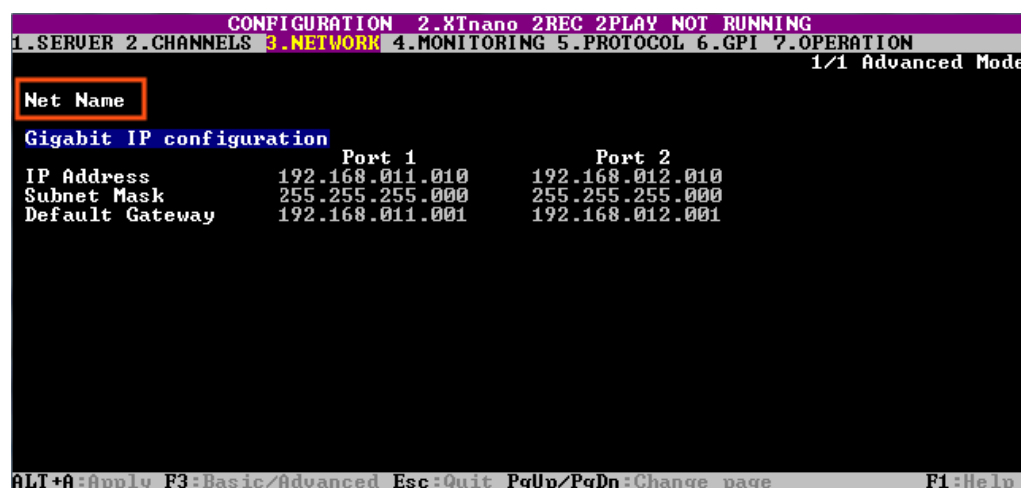 CONFIGURATION 2.XTnano 2REC 2PLAY NOT RUNNING
1.SERVER 2.CHANNELS 3.NETWORK 4.MONITORING 5.PROTOCOL 6.GPI 7.OPERATION
1/1 Advanced Mode
Net Name
Gigabit IP configuration
Port 1 Port 2
IP Address 192.168.011.010 192.168.012.010
Subnet Mask 255.255.255.000 255.255.255.000
Default Gateway 192.168.011.001 192.168.012.001
ALT+A:Apply F3:Basic/Advanced Esc:Quit PgUp/PgDn:Change page F1:Help